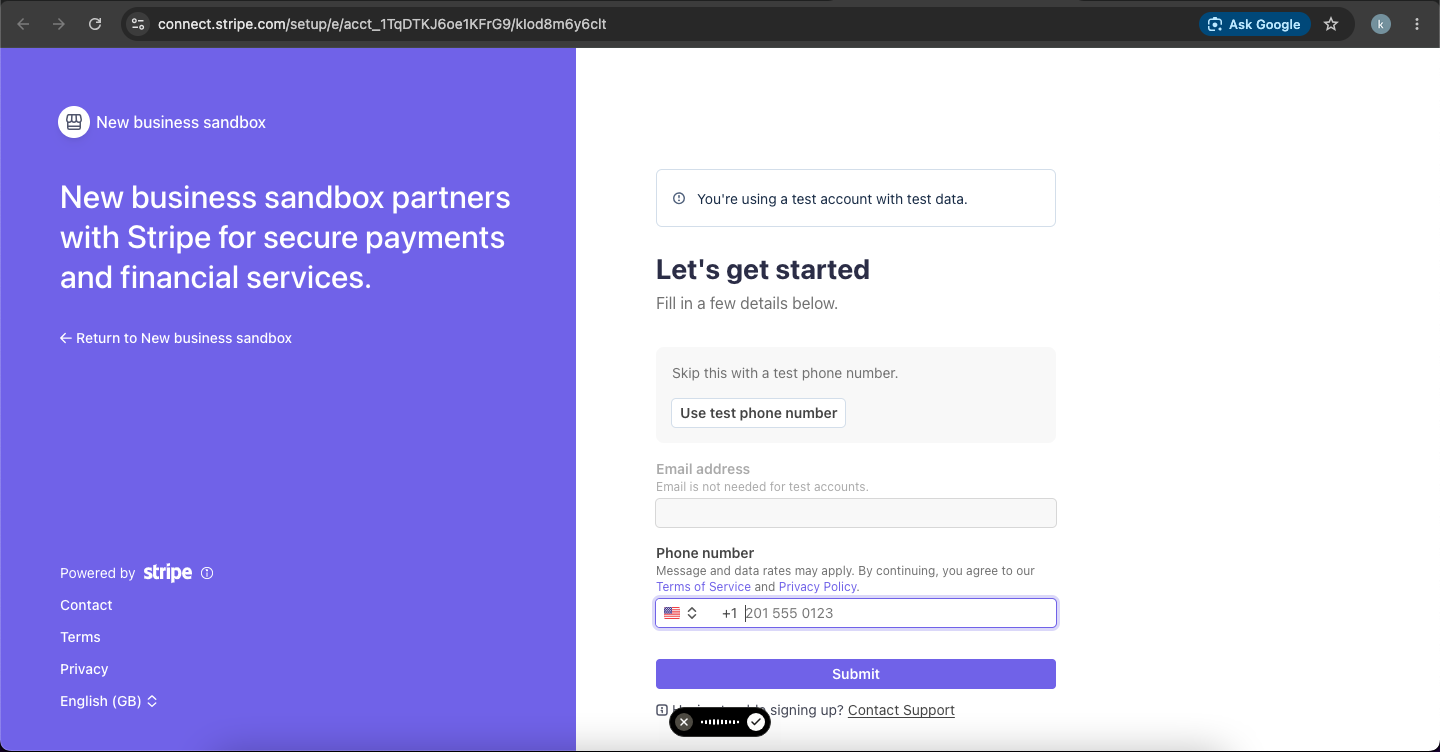 connect.stripe.com/setup/e/acct_1TqDTKJ6oe1KFrG9/klod8m6y6clt
Ask Google
k
New business sandbox
New business sandbox partners
with Stripe for secure payments
and financial services.
← Return to New business sandbox
Powered by stripe
Contact
Terms
Privacy
English (GB)
You're using a test account with test data.
Let's get started
Fill in a few details below.
Skip this with a test phone number.
Use test phone number
Email address
Email is not needed for test accounts.
Phone number
Message and data rates may apply. By continuing, you agree to our
Terms of Service and Privacy Policy.
+1 201 555 0123
Submit
signing up? Contact Support